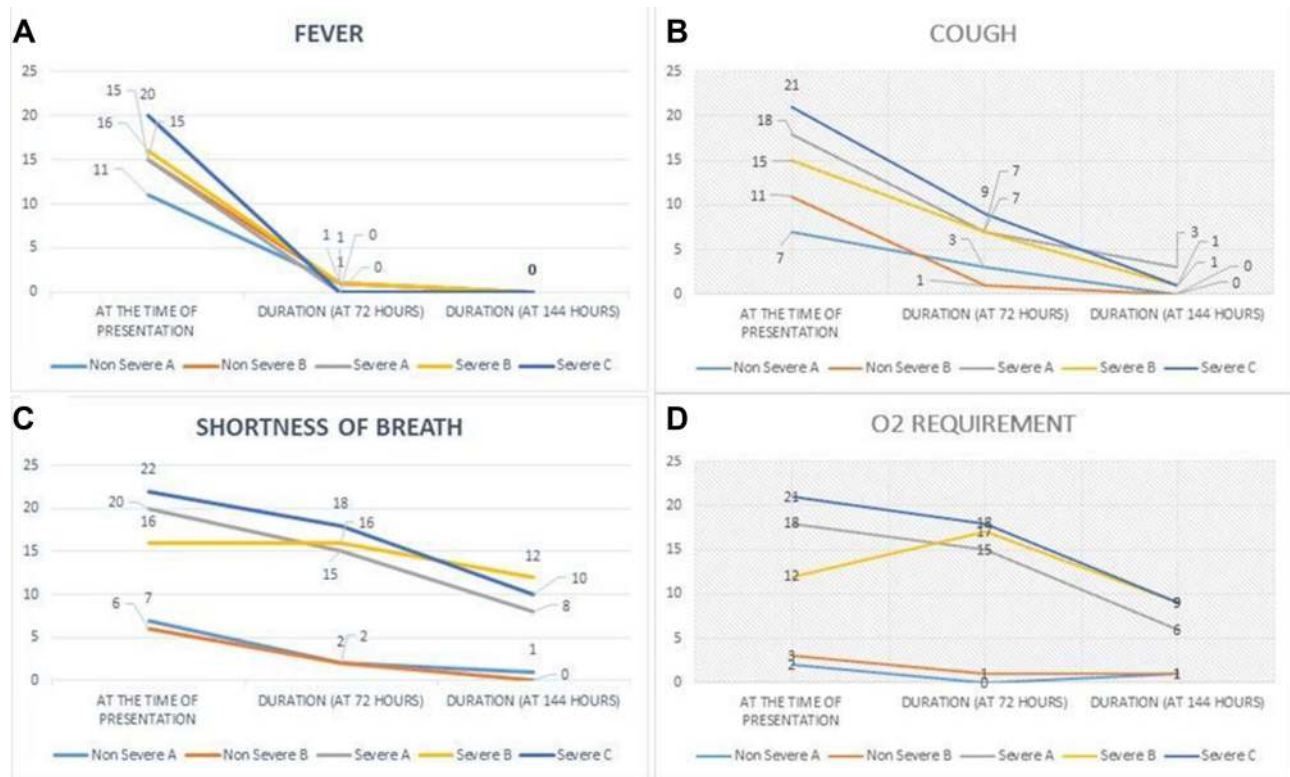 A
FEVER
25
20
15
10
5
0
15
20
16
15
11
1
1
0
1
0
0
AT THE TIME OF
PRESENTATION
DURATION (AT 72 HOURS)
DURATION (AT 144 HOURS)
Non Severe A
Non Severe B
Severe A
Severe B
Severe C
B
COUGH
25
20
15
10
5
0
21
18
15
11
7
9
7
7
3
1
3
1
1
0
0
AT THE TIME OF
PRESENTATION
DURATION (AT 72 HOURS)
DURATION (AT 144 HOURS)
Non Severe A
Non Severe B
Severe A
Severe B
Severe C
C
SHORTNESS OF BREATH
25
20
15
10
5
0
22
20
16
6
7
18
16
15
2
2
12
10
8
1
0
AT THE TIME OF
PRESENTATION
DURATION (AT 72 HOURS)
DURATION (AT 144 HOURS)
Non Severe A
Non Severe B
Severe A
Severe B
Severe C
D
O2 REQUIREMENT
25
20
15
10
5
0
21
18
12
3
2
18
17
15
1
0
9
6
1
AT THE TIME OF
PRESENTATION
DURATION (AT 72 HOURS)
DURATION (AT 144 HOURS)
Non Severe A
Non Severe B
Severe A
Severe B
Severe C